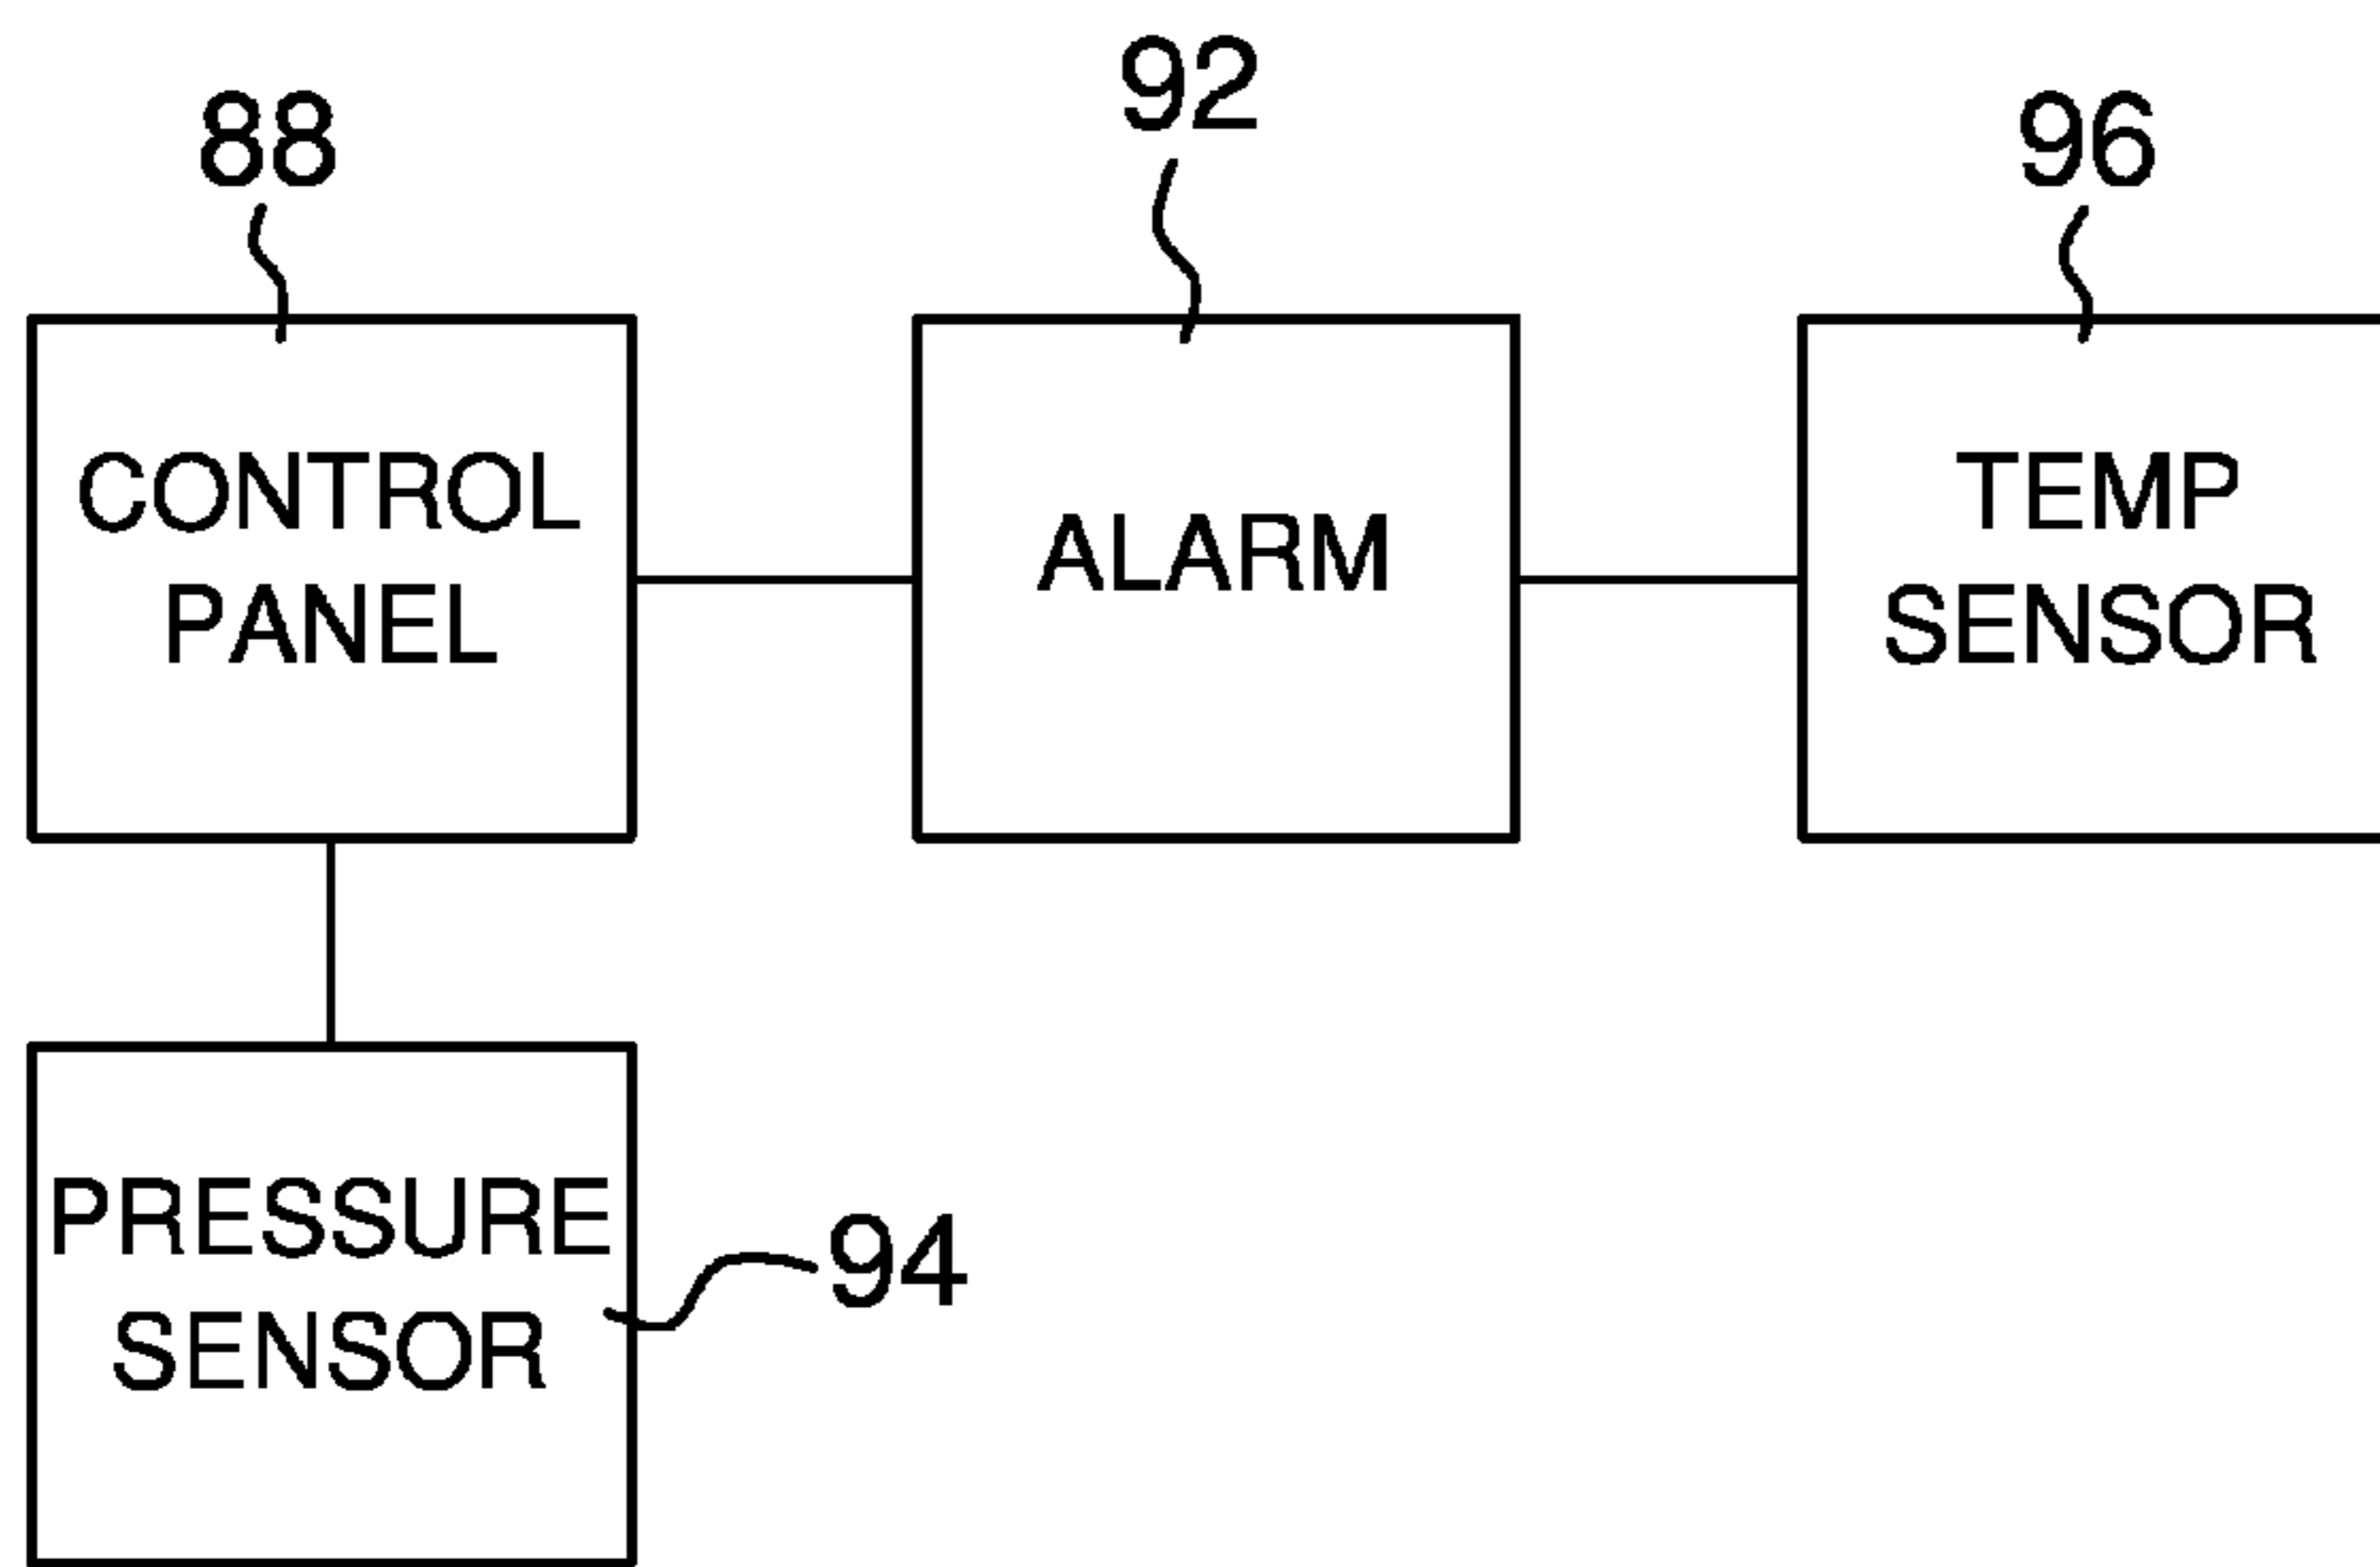 88
92
96
CONTROL
PANEL
ALARM
TEMP
SENSOR
PRESSURE
SENSOR
94